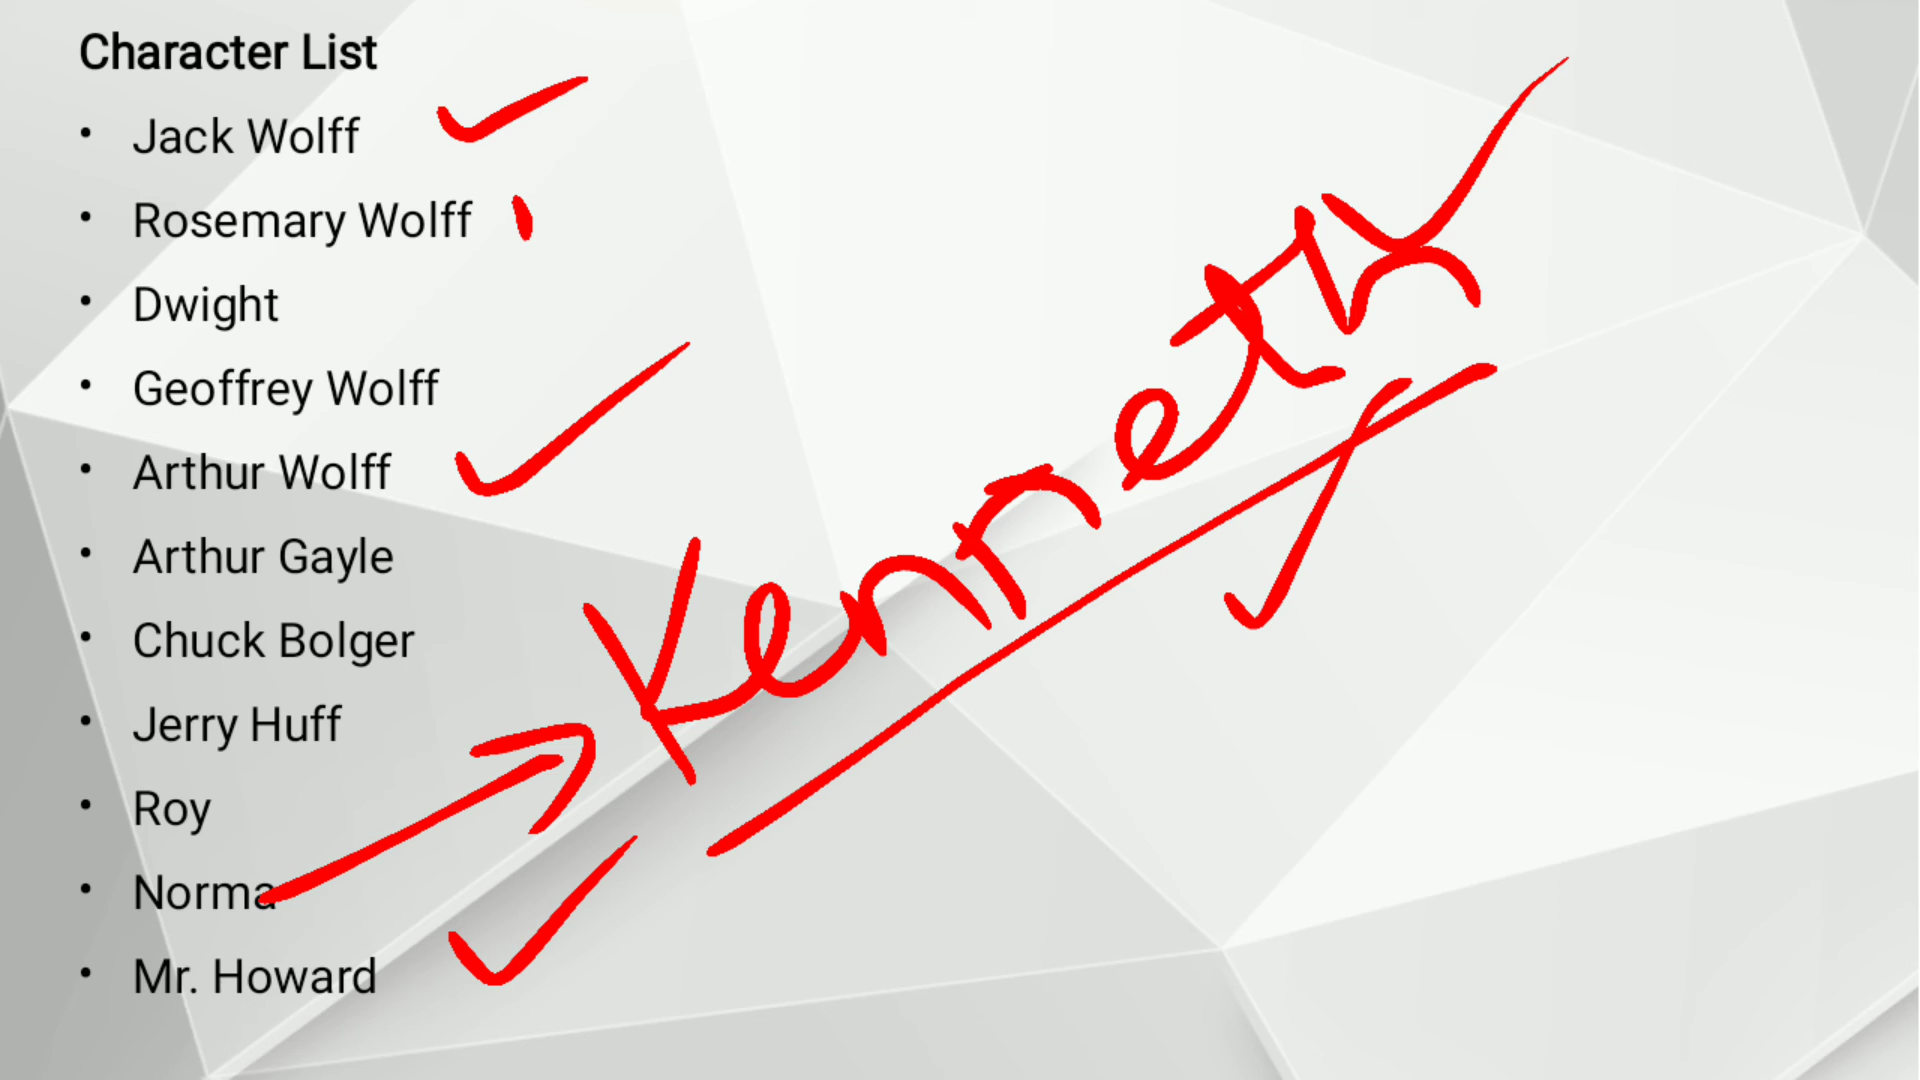 Character List
• Jack Wolff
• Rosemary Wolff
• Dwight
• Geoffrey Wolff
• Arthur Wolff
• Arthur Gayle
• Chuck Bolger
• Jerry Huff
• Roy
• Norma
• Mr. Howard
Kenneth